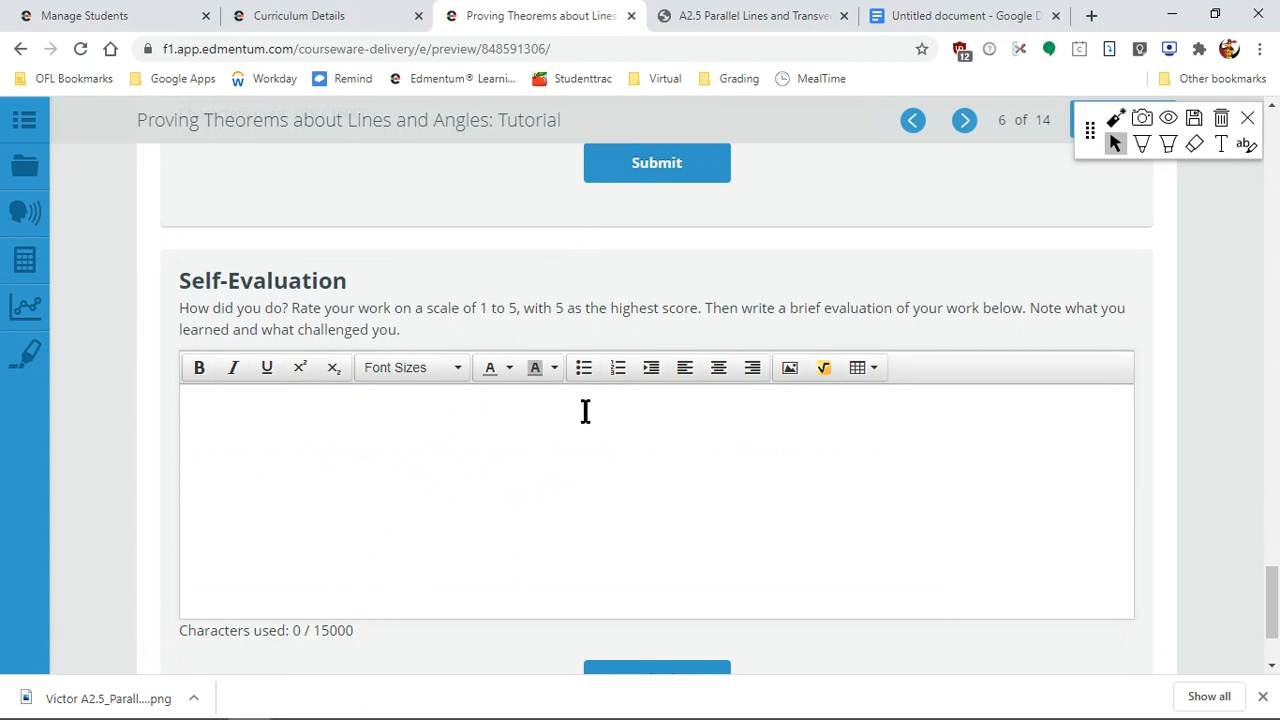 Manage Students
Curriculum Details
Proving Theorems about Lines
A2.5 Parallel Lines and Transve
Untitled document - Google D
f1.app.edmentum.com/courseware-delivery/e/preview/848591306/
12
OFL Bookmarks
Google Apps
Workday
Remind
Edmentum® Learni...
Studenttrac
Virtual
Grading
MealTime
Other bookmarks
Proving Theorems about Lines and Angles: Tutorial
6 of 14
T
ab
Submit
Self-Evaluation
How did you do? Rate your work on a scale of 1 to 5, with 5 as the highest score. Then write a brief evaluation of your work below. Note what you
learned and what challenged you.
B I U x² x₂ Font Sizes A A
Characters used: 0 / 15000
Victor A2.5_Parall....png
Show all